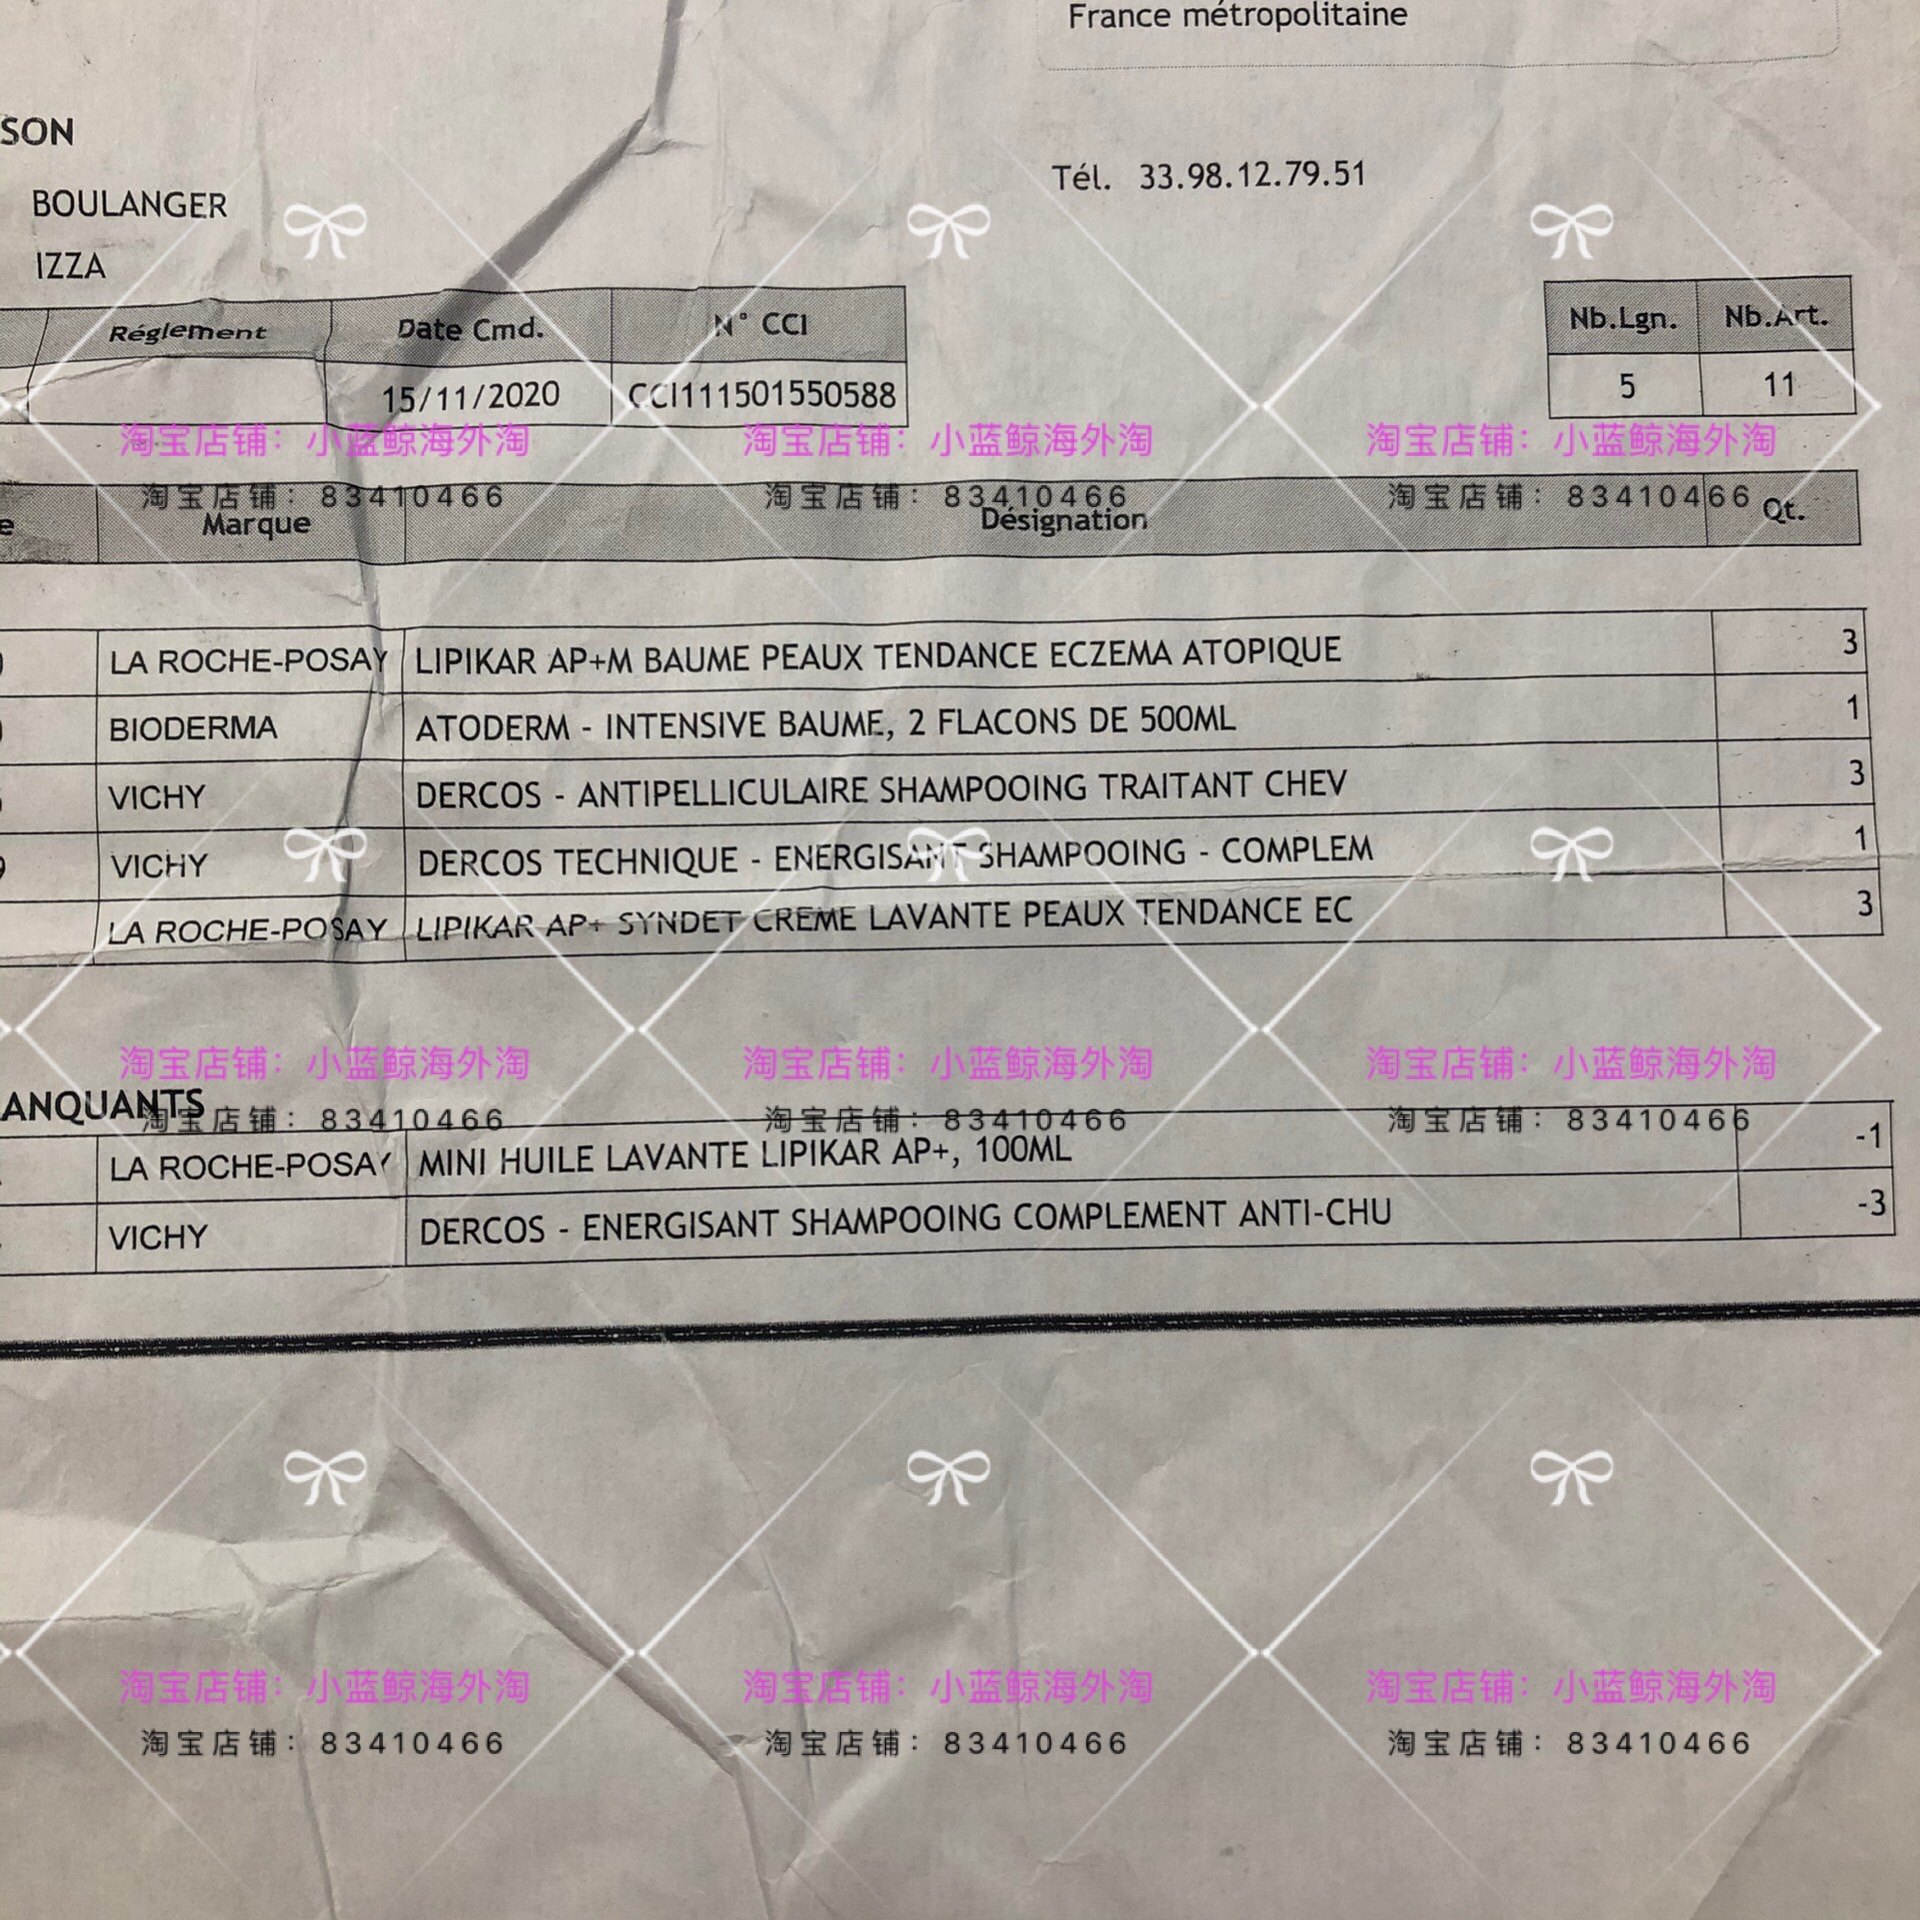 France métropolitaine
SON
Tél. 33.98.12.79.51
BOULANGER
IZZA
Réglement Date Cmd. N° CCI Nb.Lgn. Nb.Art.
15/11/2020 CCI111501550588 5 11
淘宝店铺：小蓝鲸海外淘 淘宝店铺：小蓝鲸海外淘 淘宝店铺：小蓝鲸海外淘
淘宝店铺：83410466 淘宝店铺：83410466 淘宝店铺：83410466
e Marque Désignation Qt.
LA ROCHE-POSAY LIPIKAR AP+M BAUME PEAUX TENDANCE ECZEMA ATOPIQUE 3
BIODERMA ATODERM - INTENSIVE BAUME, 2 FLACONS DE 500ML 1
VICHY DERCOS - ANTIPELLICULAIRE SHAMPOOING TRAITANT CHEV 3
VICHY DERCOS TECHNIQUE - ENERGISANT SHAMPOOING - COMPLEM 1
LA ROCHE-POSAY LIPIKAR AP+ SYNDET CREME LAVANTE PEAUX TENDANCE EC 3
淘宝店铺：小蓝鲸海外淘 淘宝店铺：小蓝鲸海外淘 淘宝店铺：小蓝鲸海外淘
ANQUANTS
淘宝店铺：83410466 淘宝店铺：83410466 淘宝店铺：83410466
LA ROCHE-POSAY MINI HUILE LAVANTE LIPIKAR AP+, 100ML -1
VICHY DERCOS - ENERGISANT SHAMPOOING COMPLEMENT ANTI-CHU -3
淘宝店铺：小蓝鲸海外淘 淘宝店铺：小蓝鲸海外淘 淘宝店铺：小蓝鲸海外淘
淘宝店铺：83410466 淘宝店铺：83410466 淘宝店铺：83410466